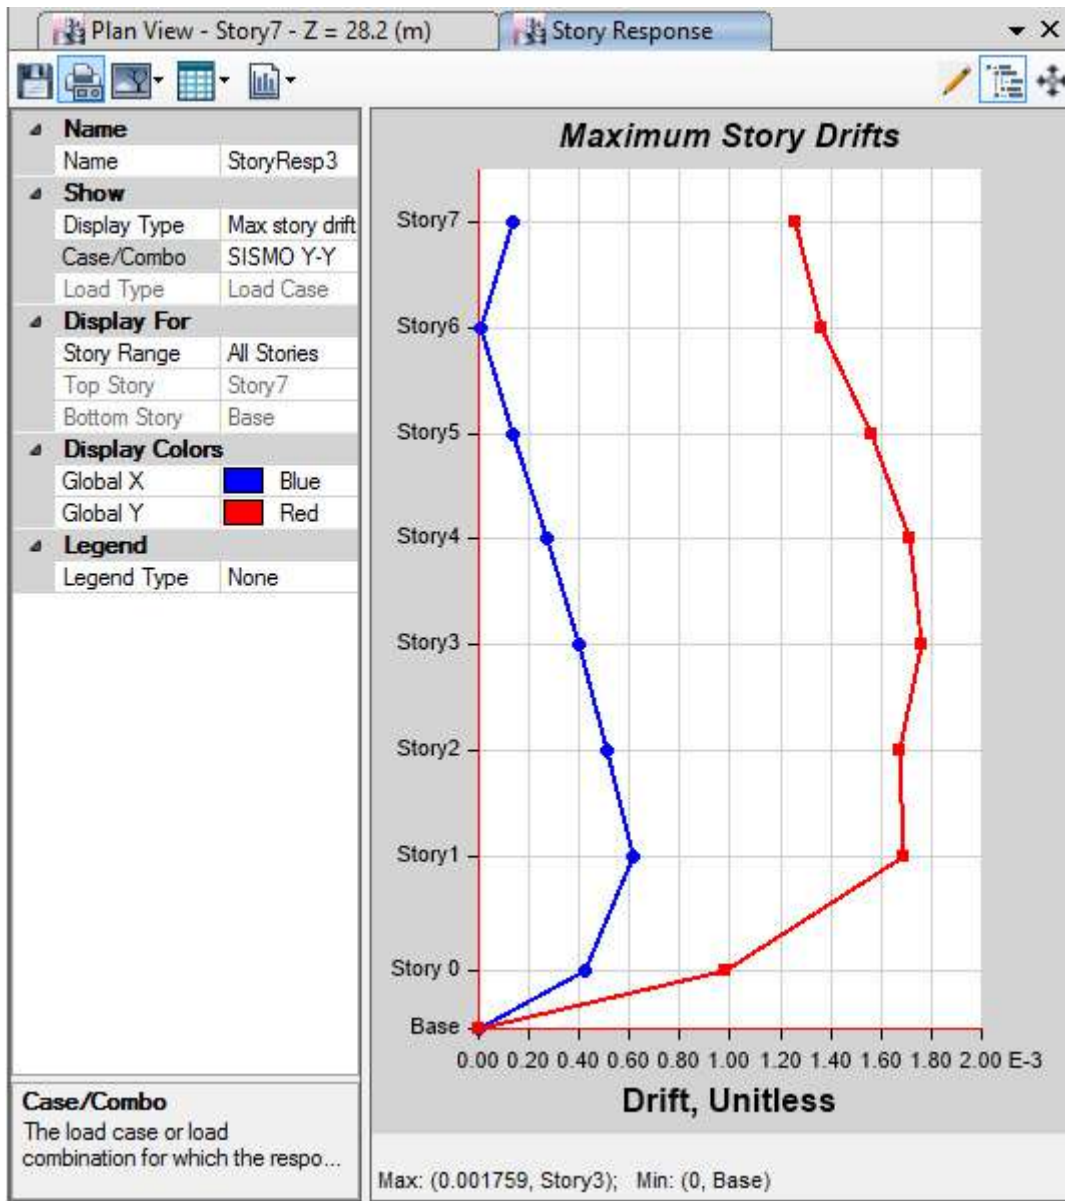 Plan View - Story7 - Z = 28.2 (m)
Story Response
Name
Name StoryResp3
Show
Display Type Max story drift
Case/Combo SISMO Y-Y
Load Type Load Case
Display For
Story Range All Stories
Top Story Story7
Bottom Story Base
Display Colors
Global X Blue
Global Y Red
Legend
Legend Type None
Case/Combo
The load case or load
combination for which the respo...
Maximum Story Drifts
Story7
Story6
Story5
Story4
Story3
Story2
Story1
Story 0
Base
0.00 0.20 0.40 0.60 0.80 1.00 1.20 1.40 1.60 1.80 2.00 E-3
Drift, Unitless
Max: (0.001759, Story3); Min: (0, Base)